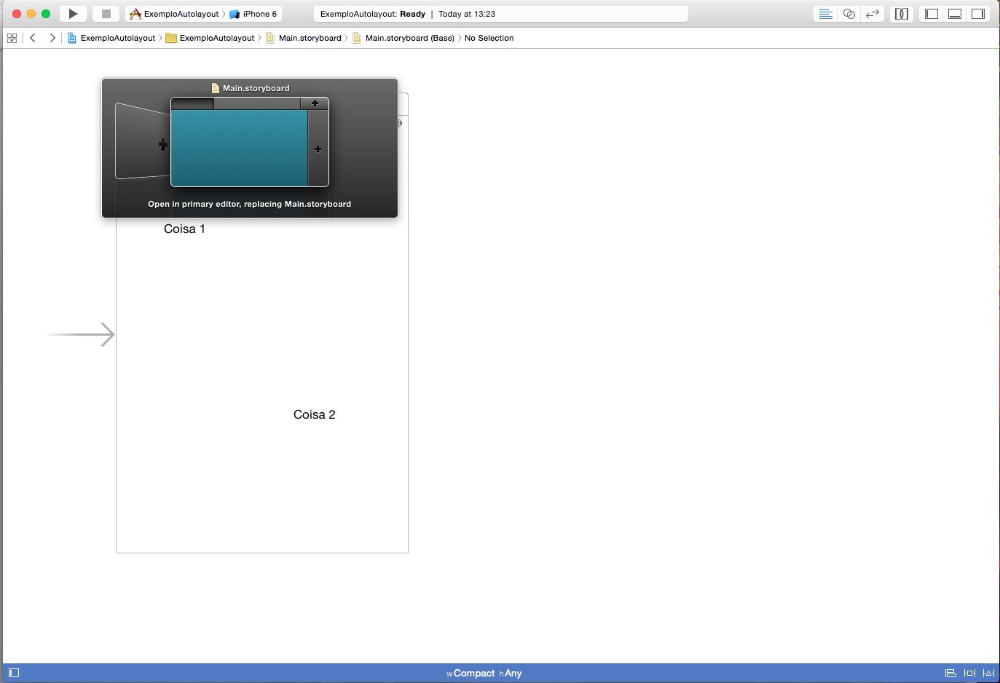 ExemploAutolayout iPhone 6 ExemploAutolayout: Ready | Today at 13:23
ExemploAutolayout ExemploAutolayout Main.storyboard Main.storyboard (Base) No Selection
Main.storyboard
Open in primary editor, replacing Main.storyboard
Coisa 1
Coisa 2
wCompact hAny